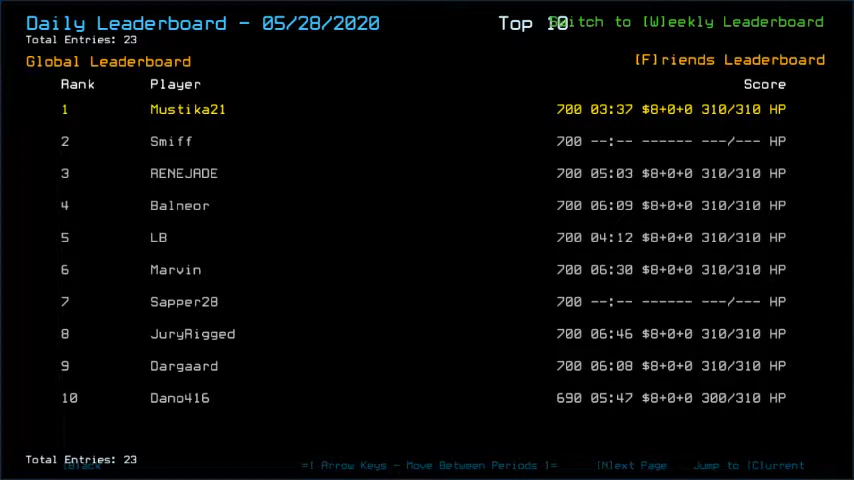 Daily Leaderboard - 05/28/2020 Top 10 Switch to [W]eekly Leaderboard
Total Entries: 23
Global Leaderboard [F]riends Leaderboard
Rank Player Score
1 Mustika21 700 03:37 $8+0+0 310/310 HP
2 Smiff 700 --:-- ------ ---/--- HP
3 RENEJADE 700 05:03 $8+0+0 310/310 HP
4 Balneor 700 06:09 $8+0+0 310/310 HP
5 LB 700 04:12 $8+0+0 310/310 HP
6 Marvin 700 06:30 $8+0+0 310/310 HP
7 Sapper28 700 --:-- ------ ---/--- HP
8 JuryRigged 700 06:46 $8+0+0 310/310 HP
9 Dargaard 700 06:08 $8+0+0 310/310 HP
10 Dano416 690 05:47 $8+0+0 300/310 HP
Total Entries: 23
[B]ack =[ Arrow Keys - Move Between Periods ]= [N]ext Page Jump to [C]urrent